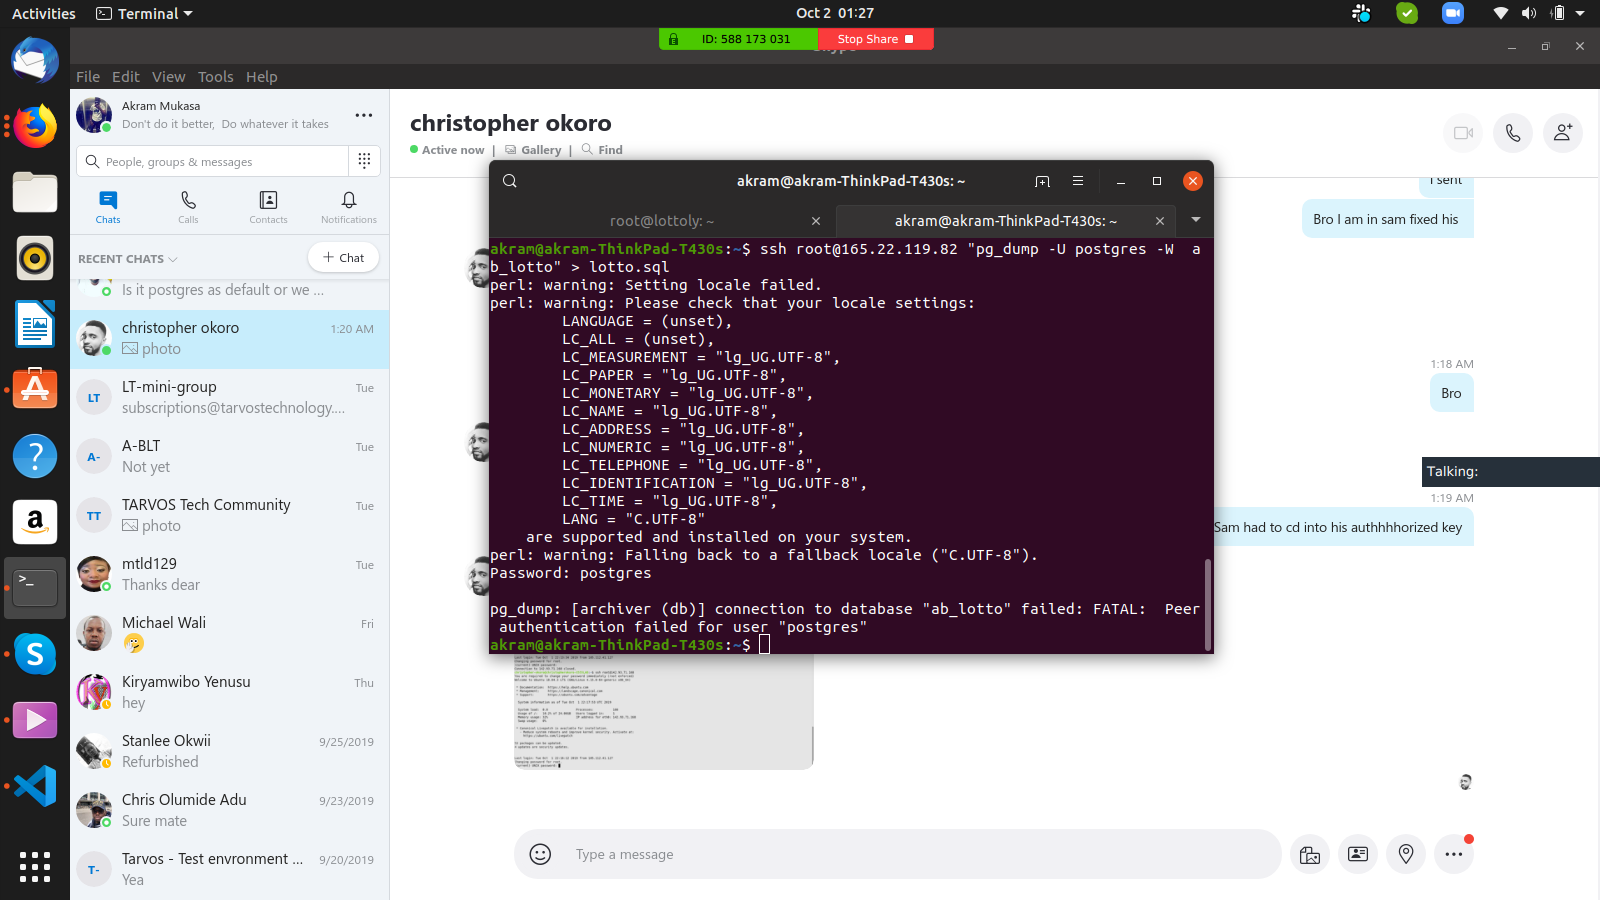 Activities
Terminal
Oct 2 01:27
ID: 588 173 031
Stop Share
File Edit View Tools Help
Akram Mukasa
Don't do it better, Do whatever it takes
People, groups & messages
Chats
Calls
Contacts
Notifications
RECENT CHATS
+ Chat
Is it postgres as default or we ...
christopher okoro
1:20 AM
photo
LT
LT-mini-group
Tue
subscriptions@tarvostechnology....
A-
A-BLT
Tue
Not yet
TT
TARVOS Tech Community
Tue
photo
mtld129
Tue
Thanks dear
Michael Wali
Fri
Kiryamwibo Yenusu
Thu
hey
Stanlee Okwii
9/25/2019
Refurbished
Chris Olumide Adu
9/23/2019
Sure mate
T-
Tarvos - Test envronment ...
9/20/2019
Yea
christopher okoro
Active now | Gallery | Find
I sent
Bro I am in sam fixed his
1:18 AM
Bro
Talking:
1:19 AM
Sam had to cd into his authhhhorized key
akram@akram-ThinkPad-T430s: ~
root@lottoly: ~
akram@akram-ThinkPad-T430s: ~
akram@akram-ThinkPad-T430s:~$ ssh root@165.22.119.82 "pg_dump -U postgres -W  a
b_lotto" > lotto.sql
perl: warning: Setting locale failed.
perl: warning: Please check that your locale settings:
LANGUAGE = (unset),
LC_ALL = (unset),
LC_MEASUREMENT = "lg_UG.UTF-8",
LC_PAPER = "lg_UG.UTF-8",
LC_MONETARY = "lg_UG.UTF-8",
LC_NAME = "lg_UG.UTF-8",
LC_ADDRESS = "lg_UG.UTF-8",
LC_NUMERIC = "lg_UG.UTF-8",
LC_TELEPHONE = "lg_UG.UTF-8",
LC_IDENTIFICATION = "lg_UG.UTF-8",
LC_TIME = "lg_UG.UTF-8",
LANG = "C.UTF-8"
are supported and installed on your system.
perl: warning: Falling back to a fallback locale ("C.UTF-8").
Password: postgres
pg_dump: [archiver (db)] connection to database "ab_lotto" failed: FATAL:  Peer
authentication failed for user "postgres"
akram@akram-ThinkPad-T430s:~$
Type a message